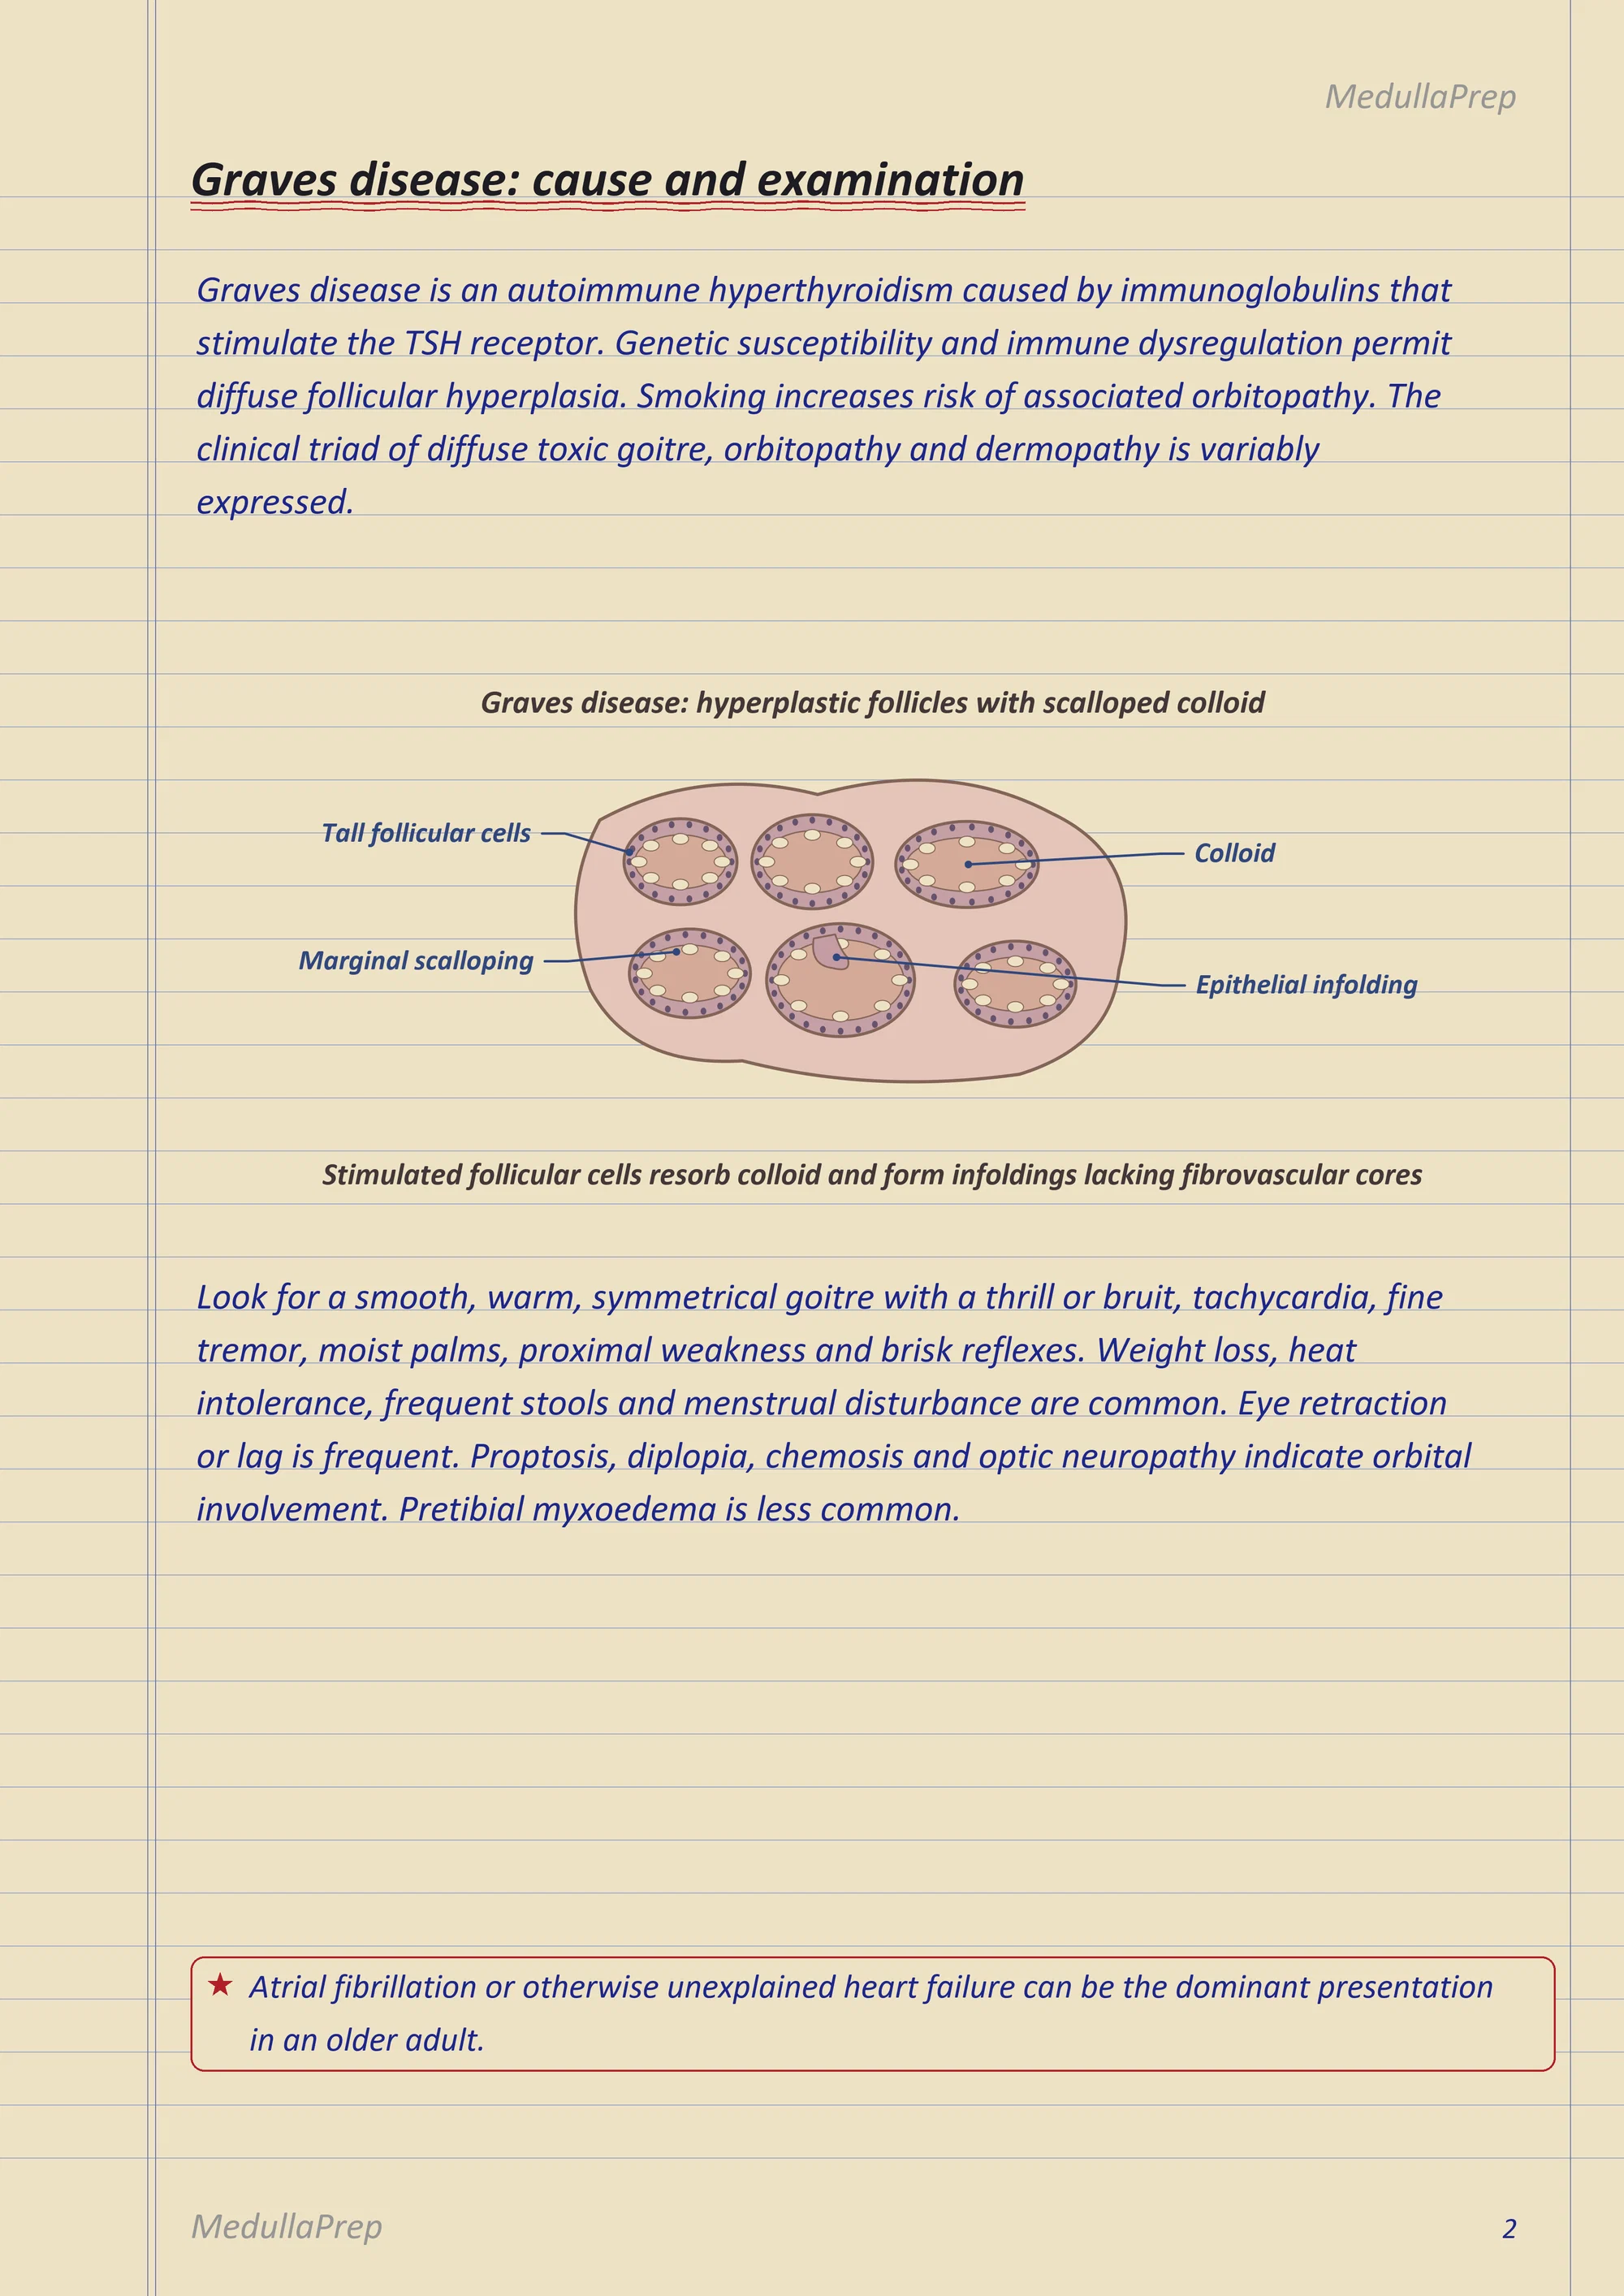 MedullaPrep
Graves disease: cause and examination
Graves disease is an autoimmune hyperthyroidism caused by immunoglobulins that
stimulate the TSH receptor. Genetic susceptibility and immune dysregulation permit
diffuse follicular hyperplasia. Smoking increases risk of associated orbitopathy. The
clinical triad of diffuse toxic goitre, orbitopathy and dermopathy is variably
expressed.
Graves disease: hyperplastic follicles with scalloped colloid
Tall follicular cells
Colloid
Marginal scalloping
Epithelial infolding
Stimulated follicular cells resorb colloid and form infoldings lacking fibrovascular cores
Look for a smooth, warm, symmetrical goitre with a thrill or bruit, tachycardia, fine
tremor, moist palms, proximal weakness and brisk reflexes. Weight loss, heat
intolerance, frequent stools and menstrual disturbance are common. Eye retraction
or lag is frequent. Proptosis, diplopia, chemosis and optic neuropathy indicate orbital
involvement. Pretibial myxoedema is less common.
★ Atrial fibrillation or otherwise unexplained heart failure can be the dominant presentation
in an older adult.
MedullaPrep
2